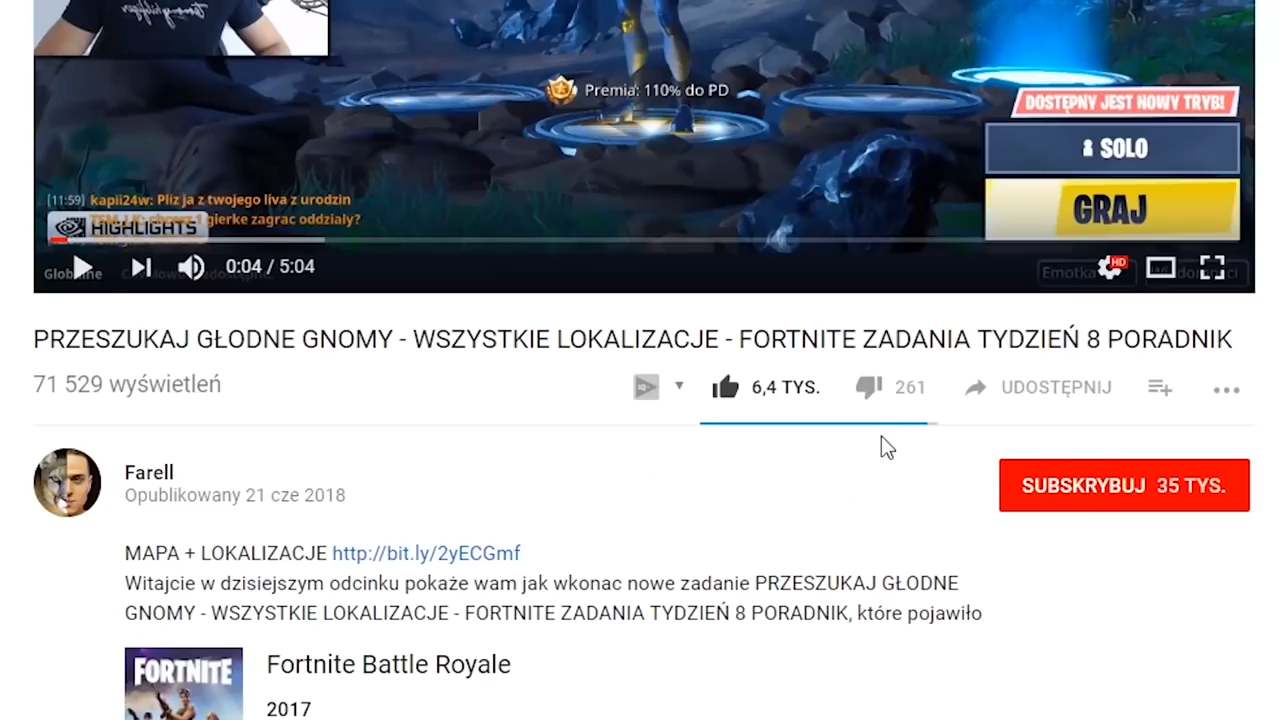 Premia: 110% do PD
DOSTĘPNY JEST NOWY TRYB!
SOLO
[11:59] kapii24w: Pliz ja z twojego liva z urodzin
gierke zagrac oddzialy?
HIGHLIGHTS
GRAJ
0:04 / 5:04
Emotka
HD
PRZESZUKAJ GŁODNE GNOMY - WSZYSTKIE LOKALIZACJE - FORTNITE ZADANIA TYDZIEŃ 8 PORADNIK
71 529 wyświetleń
6,4 TYS.
261
UDOSTĘPNIJ
Farell
Opublikowany 21 cze 2018
SUBSKRYBUJ 35 TYS.
MAPA + LOKALIZACJE http://bit.ly/2yECGmf
Witajcie w dzisiejszym odcinku pokaże wam jak wkonac nowe zadanie PRZESZUKAJ GŁODNE
GNOMY - WSZYSTKIE LOKALIZACJE - FORTNITE ZADANIA TYDZIEŃ 8 PORADNIK, które pojawiło
FORTNITE
Fortnite Battle Royale
2017